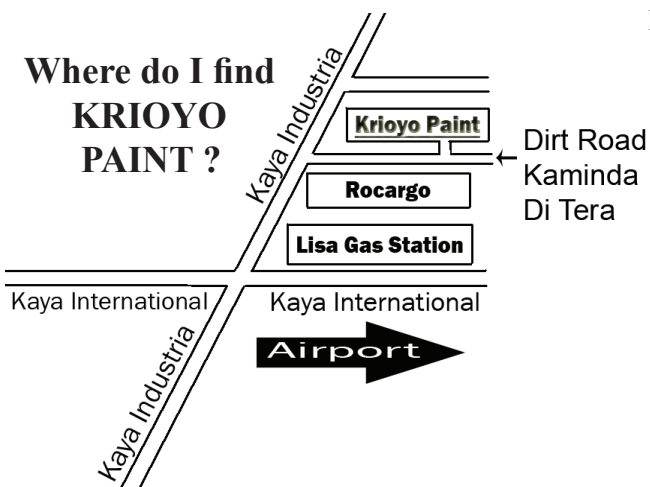 Where do I find
KRIOYO
PAINT ?
Kaya Industria
Krioyo Paint
Dirt Road
Kaminda
Di Tera
Rocargo
Lisa Gas Station
Kaya International
Kaya International
Airport
Kaya Industria